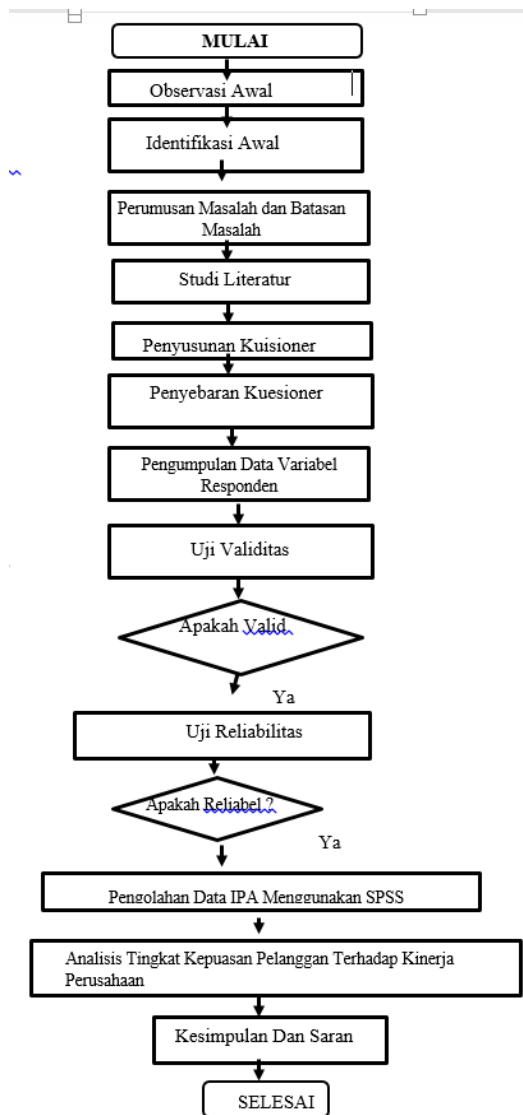 MULAI
Observasi Awal
Identifikasi Awal
Perumusan Masalah dan Batasan
Masalah
Studi Literatur
Penyusunan Kuisioner
Penyebaran Kuesioner
Pengumpulan Data Variabel
Responden
Uji Validitas
Apakah Valid
Ya
Uji Reliabilitas
Apakah Reliabel ?
Ya
Pengolahan Data IPA Menggunakan SPSS
Analisis Tingkat Kepuasan Pelanggan Terhadap Kinerja
Perusahaan
Kesimpulan Dan Saran
SELESAI